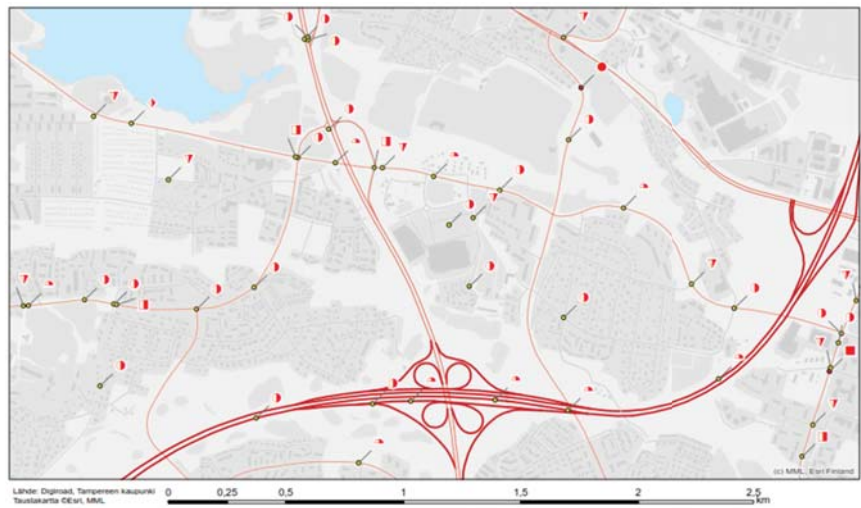 (c) MML, Esri Finland
Lähde: Digiroad, Tampereen kaupunki
Taustakartta ©Esri, MML
0 0,25 0,5 1 1,5 2 2,5
km